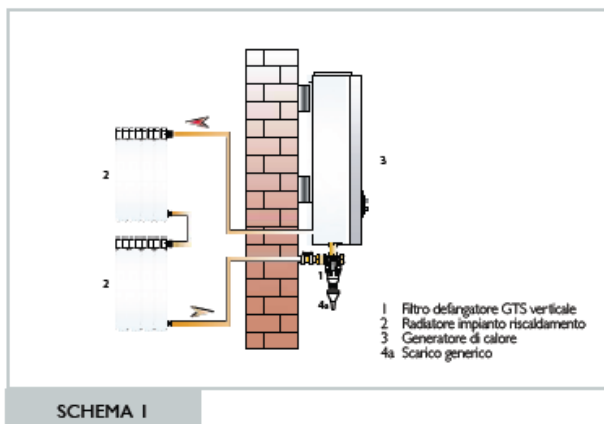 2
3
2
1
4a
1 Filtro defangatore GTS verticale
2 Radiatore impianto riscaldamento
3 Generatore di calore
4a Scarico generico
SCHEMA 1